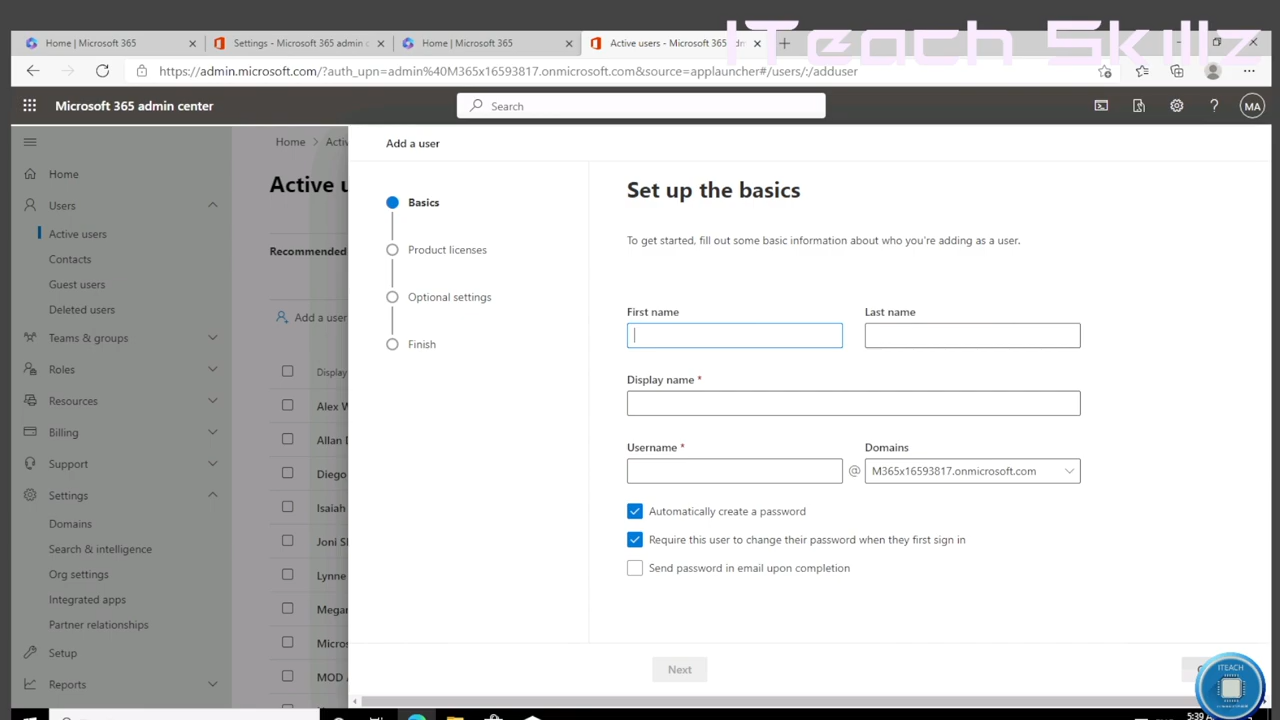 ITeach Skillz
Home | Microsoft 365
Settings - Microsoft 365 admin c
Home | Microsoft 365
Active users - Microsoft 365
https://admin.microsoft.com/?auth_upn=admin%40M365x16593817.onmicrosoft.com&source=applauncher#/users/:/adduser
Microsoft 365 admin center
Search
MA
Home
Users
Active users
Contacts
Guest users
Deleted users
Teams & groups
Roles
Resources
Billing
Support
Settings
Domains
Search & intelligence
Org settings
Integrated apps
Partner relationships
Setup
Reports
Home > Activ
Active u
Recommended
Add a user
Display
Alex W
Allan D
Diego
Isaiah
Joni Sh
Lynne
Megan
Micros
MOD A
Add a user
Basics
Product licenses
Optional settings
Finish
Set up the basics
To get started, fill out some basic information about who you're adding as a user.
First name
Last name
Display name *
Username *
Domains
@ M365x16593817.onmicrosoft.com
Automatically create a password
Require this user to change their password when they first sign in
Send password in email upon completion
Next
ITEACH